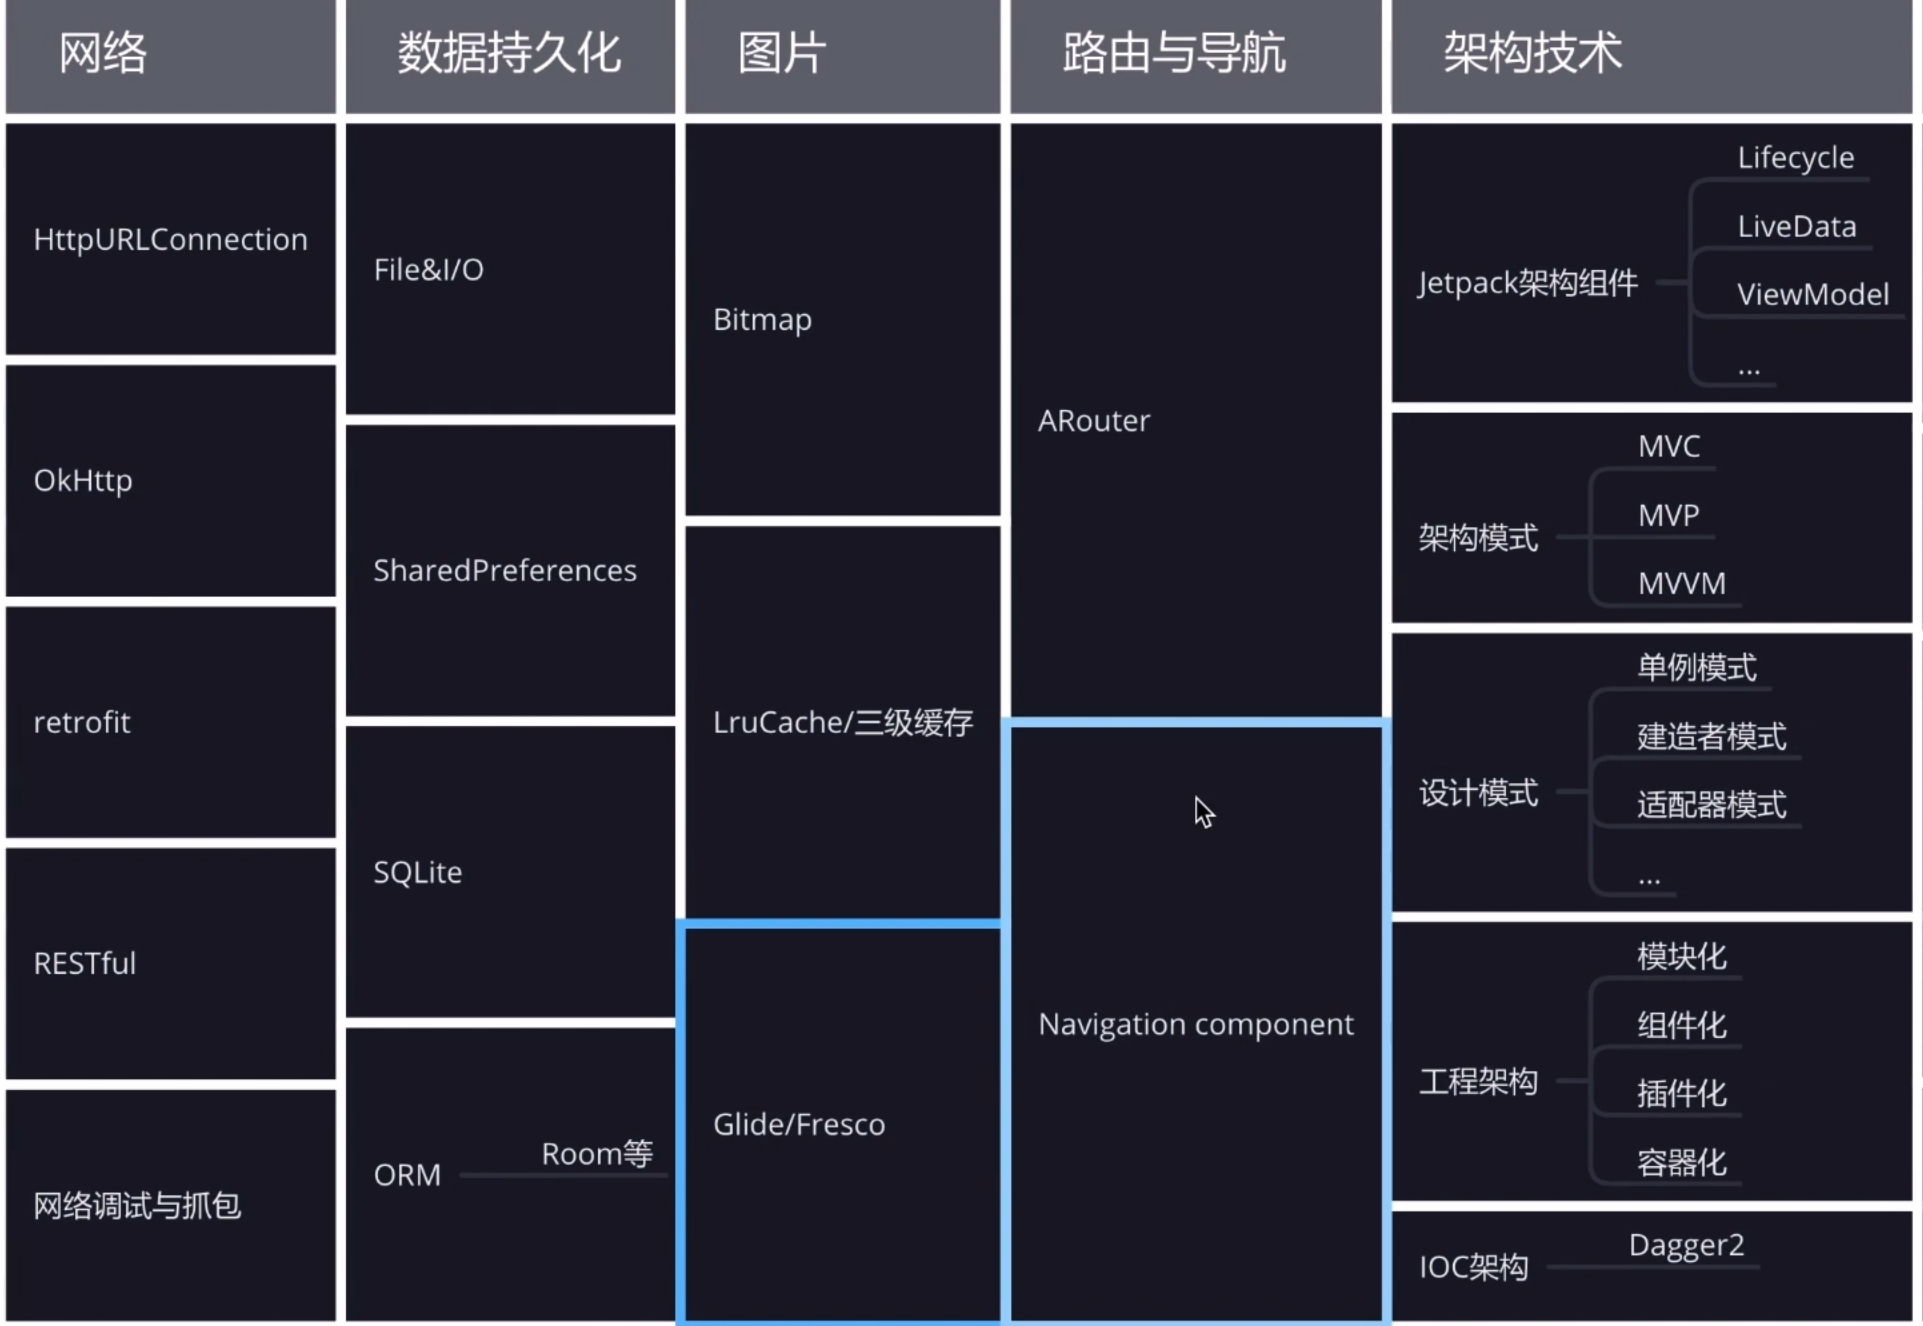 网络
HttpURLConnection
OkHttp
retrofit
RESTful
网络调试与抓包
数据持久化
File&I/O
SharedPreferences
SQLite
ORM
Room等
图片
Bitmap
LruCache/三级缓存
Glide/Fresco
路由与导航
ARouter
Navigation component
架构技术
Jetpack架构组件
Lifecycle
LiveData
ViewModel
...
架构模式
MVC
MVP
MVVM
设计模式
单例模式
建造者模式
适配器模式
...
工程架构
模块化
组件化
插件化
容器化
IOC架构
Dagger2